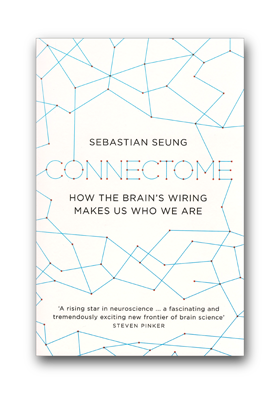 SEBASTIAN SEUNG
CONNECTOME
HOW THE BRAIN'S WIRING
MAKES US WHO WE ARE
'A rising star in neuroscience ... a fascinating and
tremendously exciting new frontier of brain science'
STEVEN PINKER